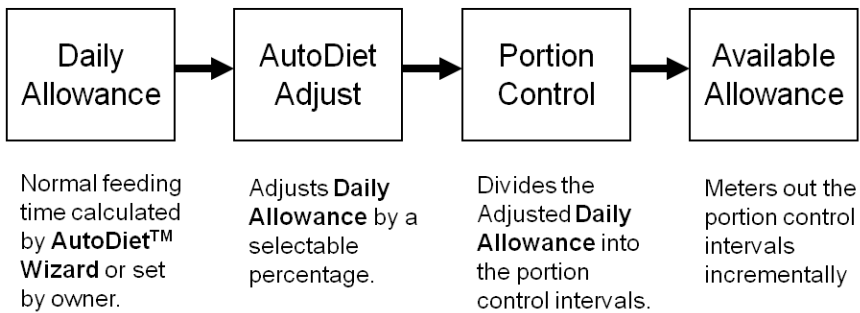 Daily
Allowance
AutoDiet
Adjust
Portion
Control
Available
Allowance
Normal feeding
time calculated
by AutoDiet™
Wizard or set
by owner.
Adjusts Daily
Allowance by a
selectable
percentage.
Divides the
Adjusted Daily
Allowance into
the portion
control intervals.
Meters out the
portion control
intervals
incrementally